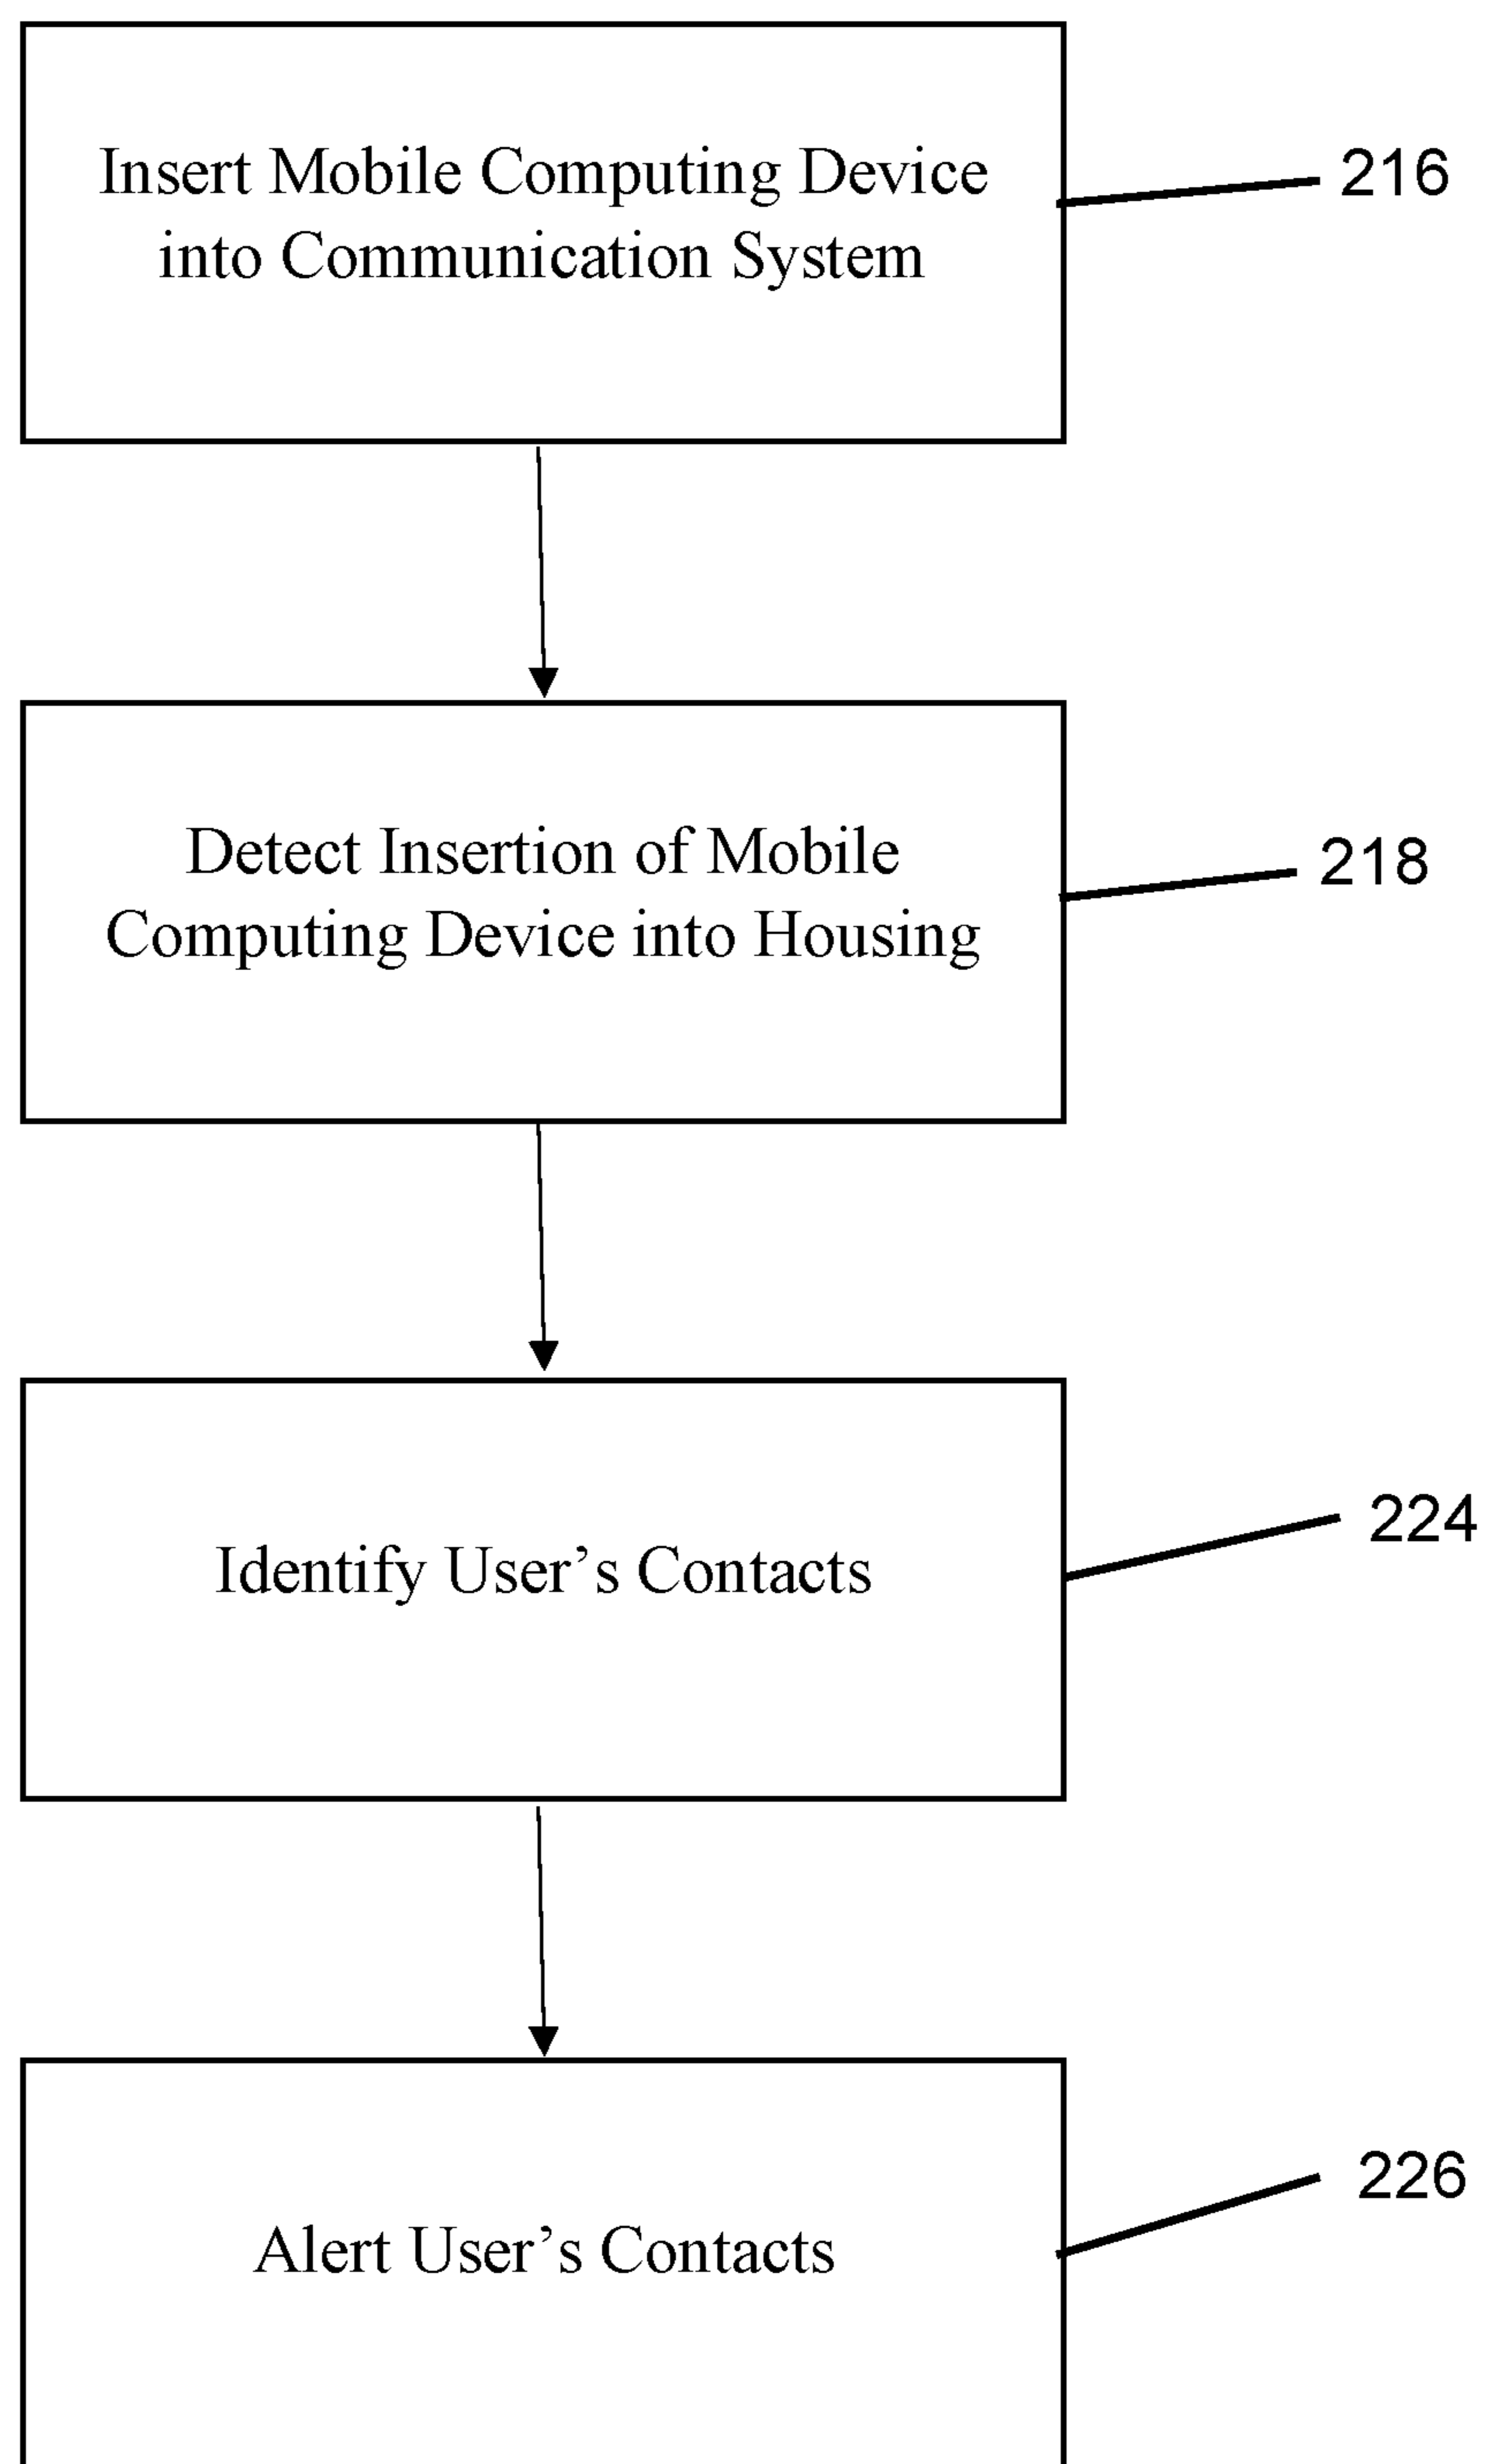 Insert Mobile Computing Device
into Communication System
216
Detect Insertion of Mobile
Computing Device into Housing
218
Identify User’s Contacts
224
Alert User’s Contacts
226